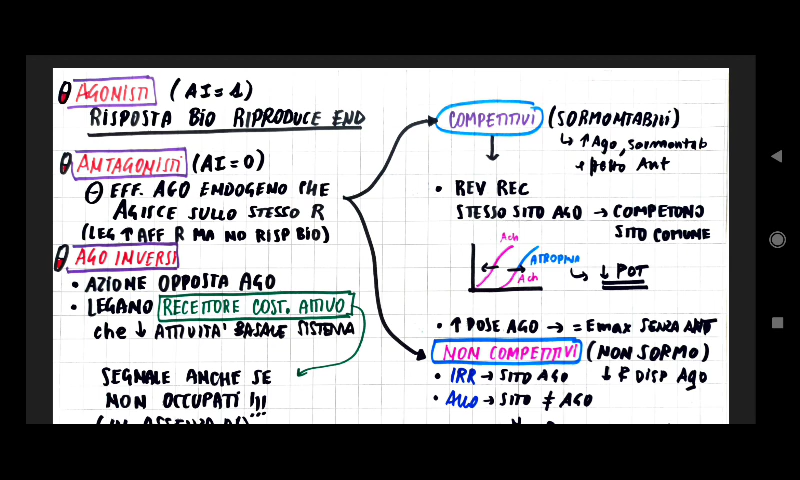 AGONISTI (AI=1)
RISPOSTA BIO RIPRODUCE END
ANTAGONISTI (AI=0)
⊖ EFF. AGO ENDOGENO CHE
AGISCE SULLO STESSO R
(LEG ↑ AFF R MA NO RISP BIO)
AGO INVERSI
• AZIONE OPPOSTA AGO
• LEGANO RECETTORE COST. ATTIVO
che ↓ ATTIVITA' BASALE SISTEMA
SEGNALE ANCHE SE
NON OCCUPATI !!!
COMPETITIVI (SORMONTABILI)
↳ ↑ Ago, sormontab
Ant
• REV REC
STESSO SITO AGO → COMPETONO
SITO COMUNE
Ach
ATROPINA
Ach
↳ ↓ POT
• ↑ DOSE AGO → = Emax SENZA ANT
NON COMPETITIVI (NON SORMO)
• IRR → SITO AGO ↓ R DISP AGO
• Allo → SITO ≠ AGO